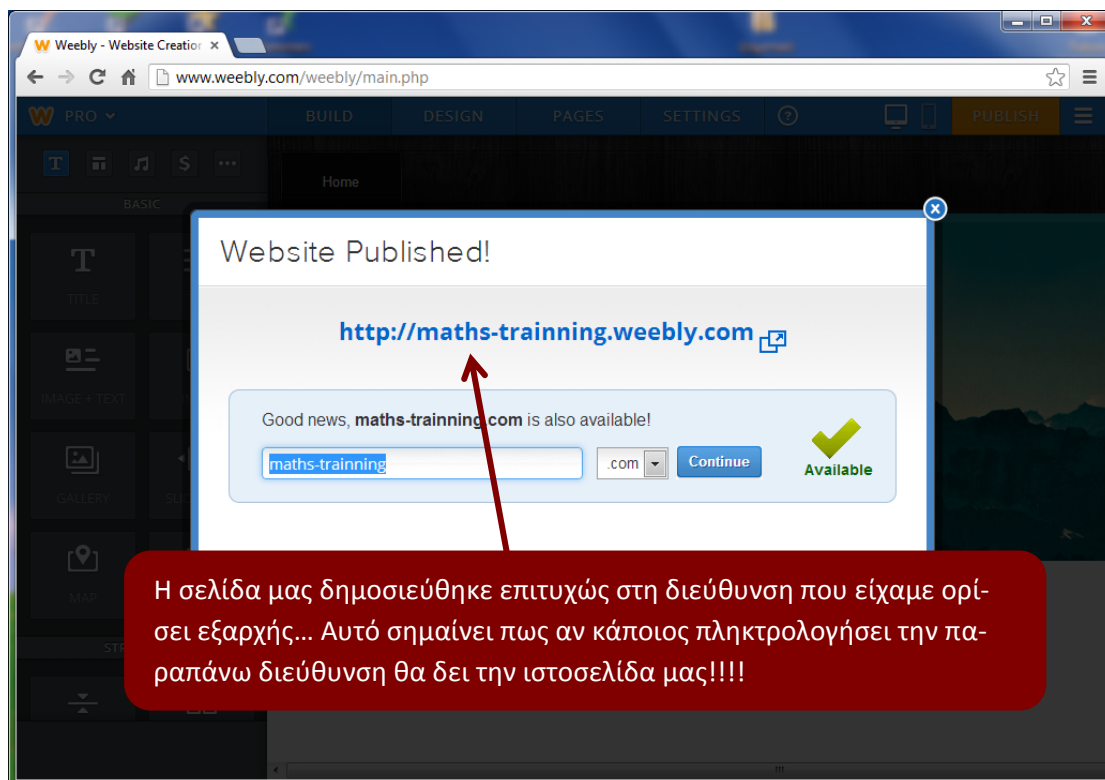 Weebly - Website Creation
www.weebly.com/weebly/main.php
PRO BUILD DESIGN PAGES SETTINGS PUBLISH
Home
BASIC
Website Published!
TITLE
http://maths-trainning.weebly.com
IMAGE + TEXT
Good news, maths-trainning.com is also available!
maths-trainning .com Continue
Available
GALLERY
MAP
Η σελίδα μας δημοσιεύθηκε επιτυχώς στη διεύθυνση που είχαμε ορί-
σει εξαρχής... Αυτό σημαίνει πως αν κάποιος πληκτρολογήσει την πα-
ραπάνω διεύθυνση θα δει την ιστοσελίδα μας!!!!